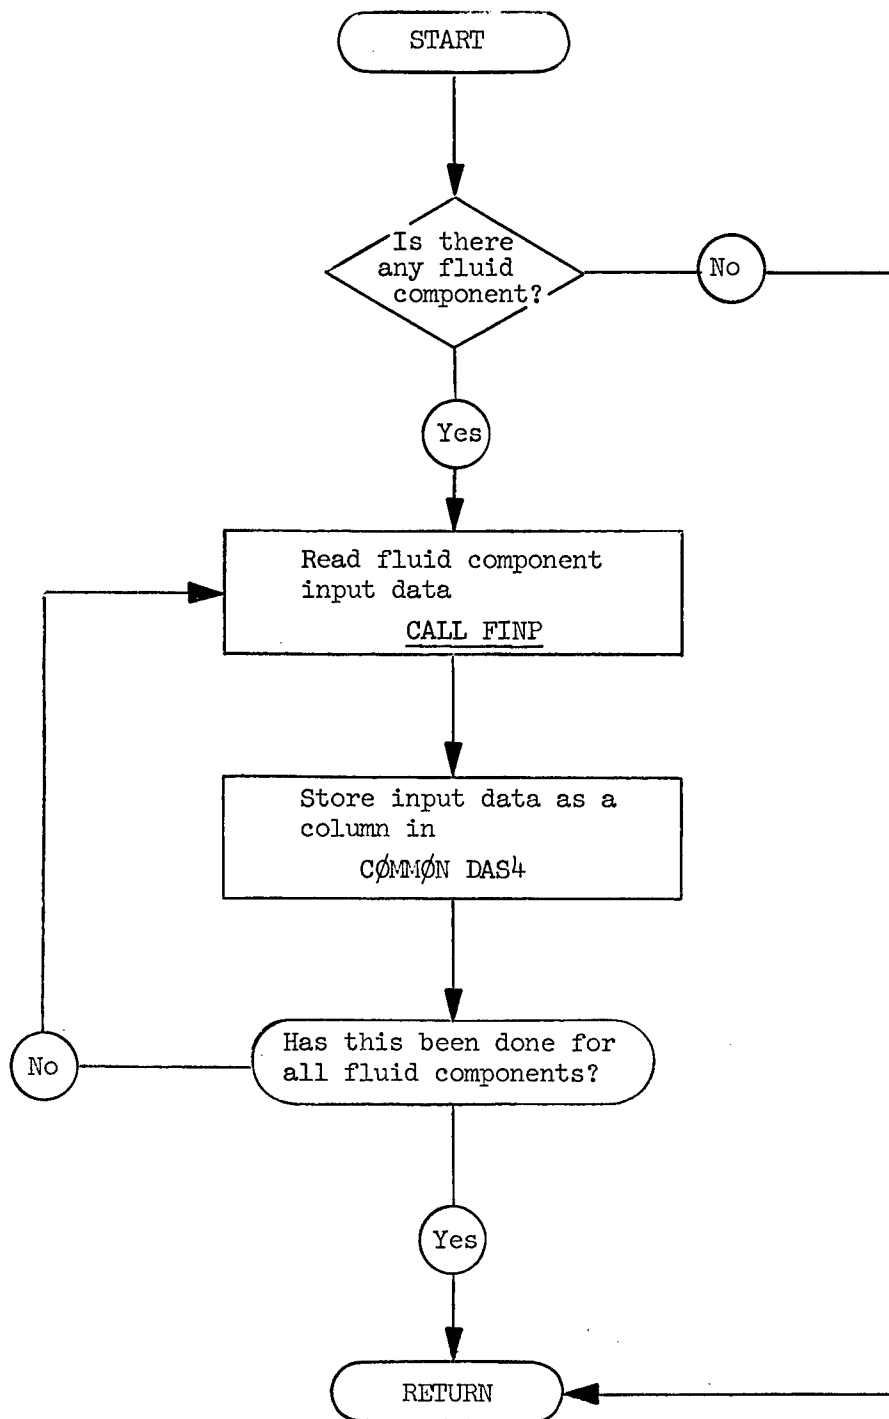 START
Is there
any fluid
component?
No
Yes
Read fluid component
input data
CALL FINP
Store input data as a
column in
CØMMØN DAS4
Has this been done for
all fluid components?
No
Yes
RETURN